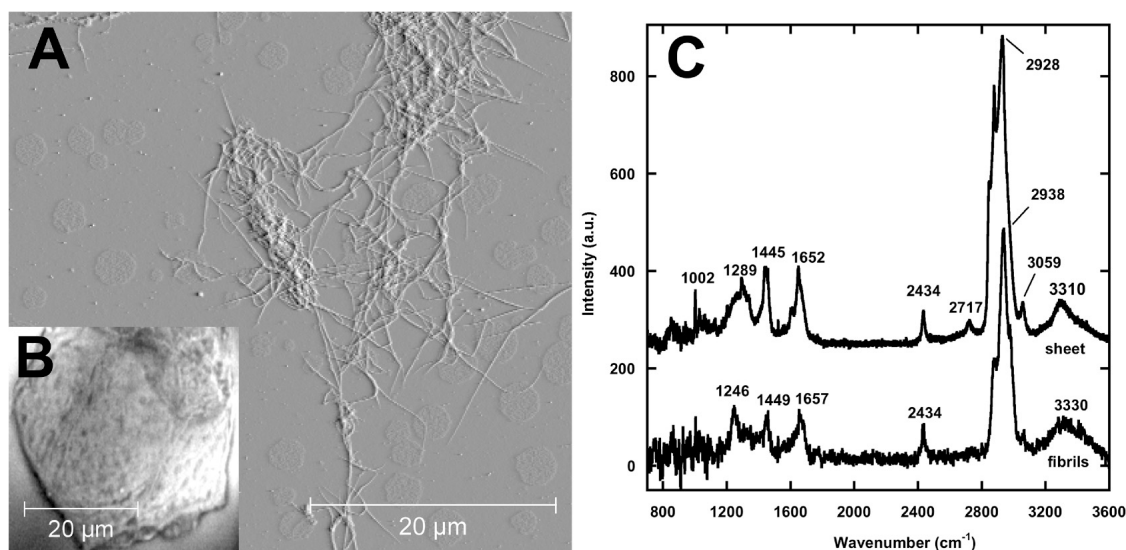 A
20 µm
B
20 µm
C
Intensity (a.u.)
800
600
400
200
0
2928
2938
3059
3310
1002
1289
1445
1652
2434
2717
sheet
1246
1449
1657
2434
3330
fibrils
800 1200 1600 2000 2400 2800 3200 3600
Wavenumber (cm⁻¹)